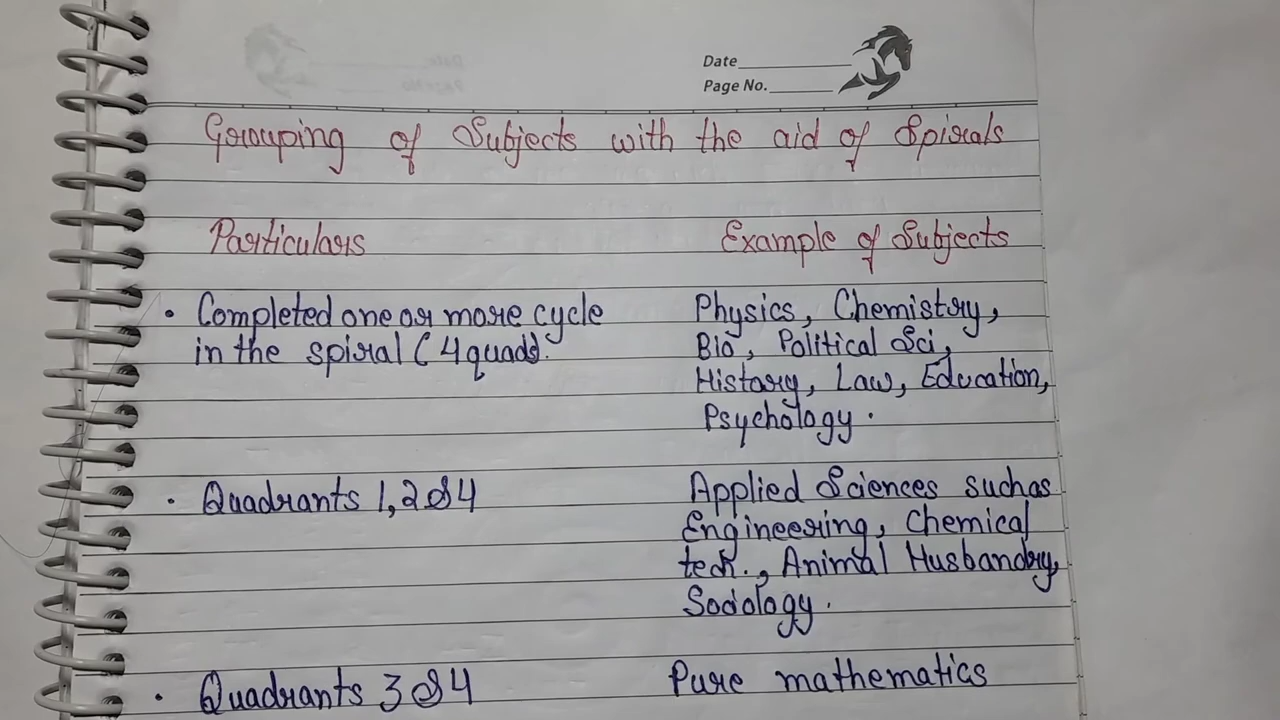 Date
Page No.
Grouping of Subjects with the aid of Spirals
Particulars Example of Subjects
• Completed one or more cycle Physics, Chemistry,
in the spiral (4 quads). Bio, Political Sci,
History, Law, Education,
Psychology.
• Quadrants 1, 2 & 4 Applied Sciences such as
Engineering, Chemical
tech., Animal Husbandry,
Sociology.
• Quadrants 3 & 4 Pure mathematics